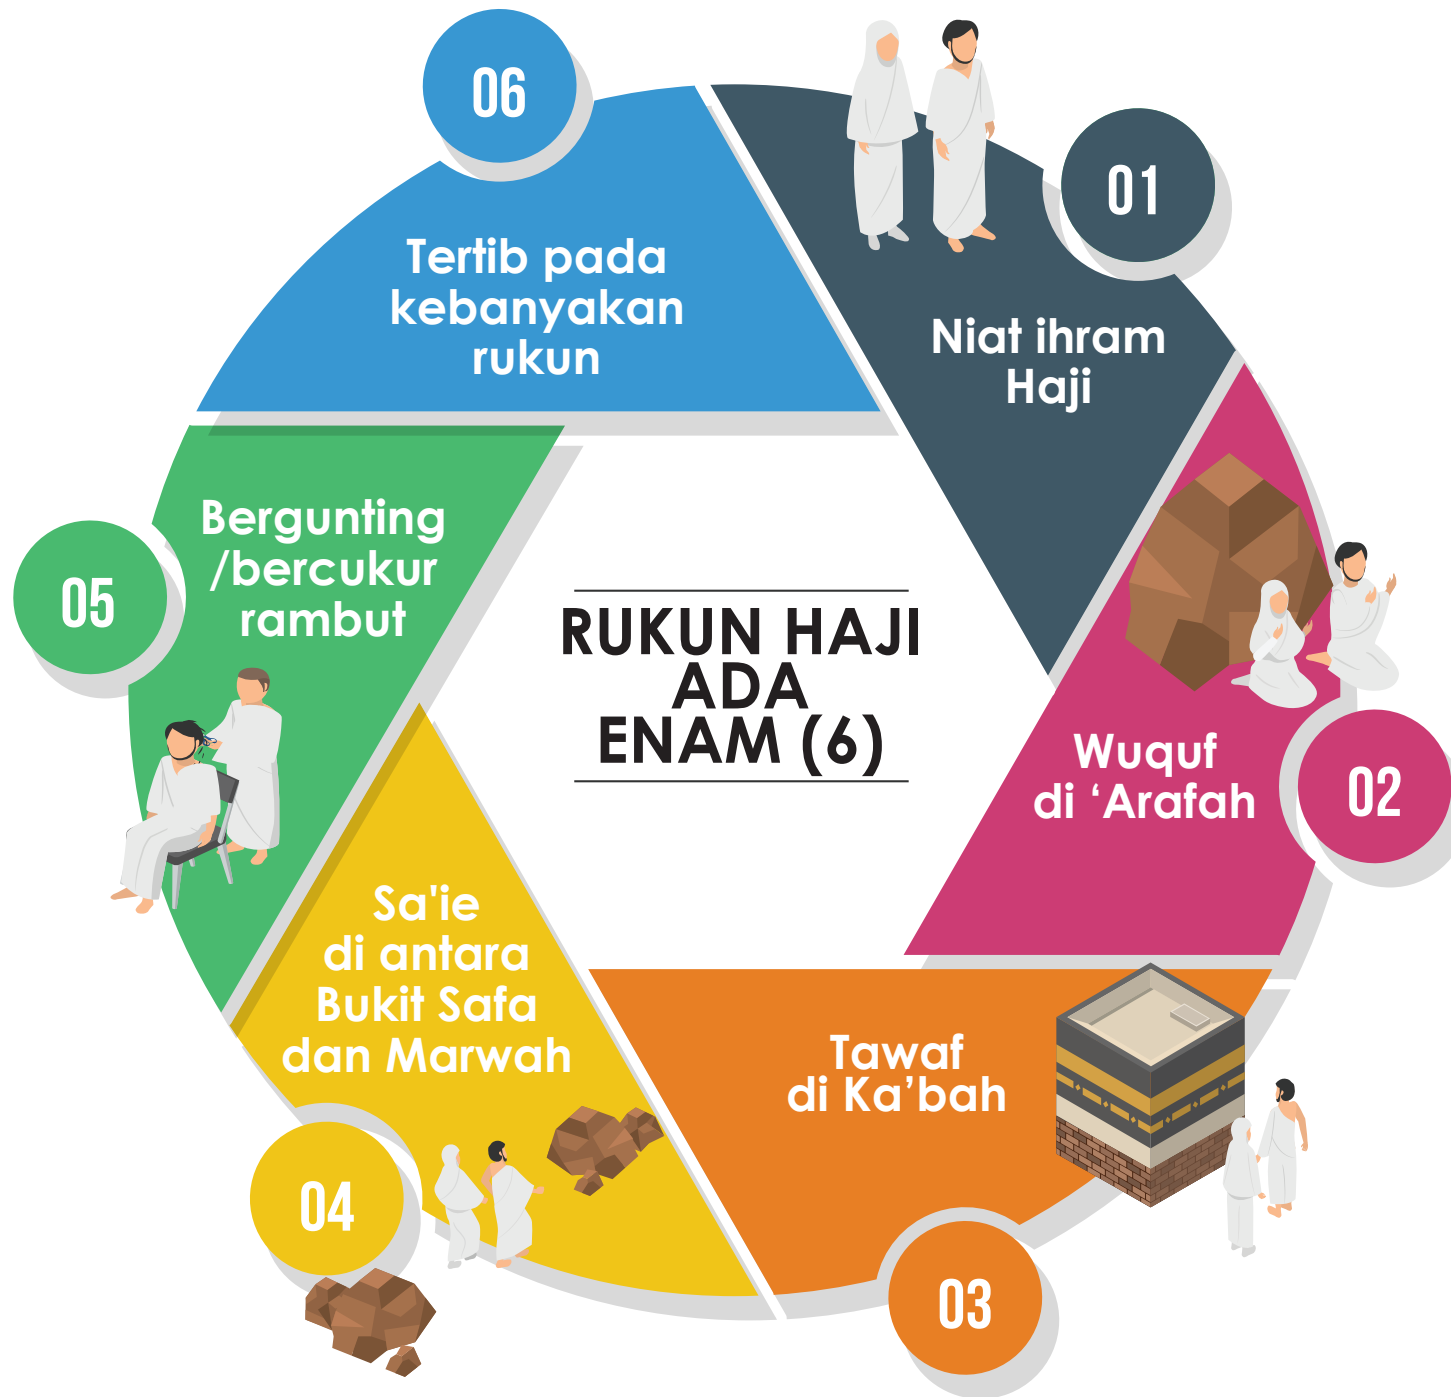 RUKUN HAJI
ADA
ENAM (6)
01
Niat ihram
Haji
02
Wuquf
di ‘Arafah
03
Tawaf
di Ka’bah
04
Sa'ie
di antara
Bukit Safa
dan Marwah
05
Bergunting
/bercukur
rambut
06
Tertib pada
kebanyakan
rukun